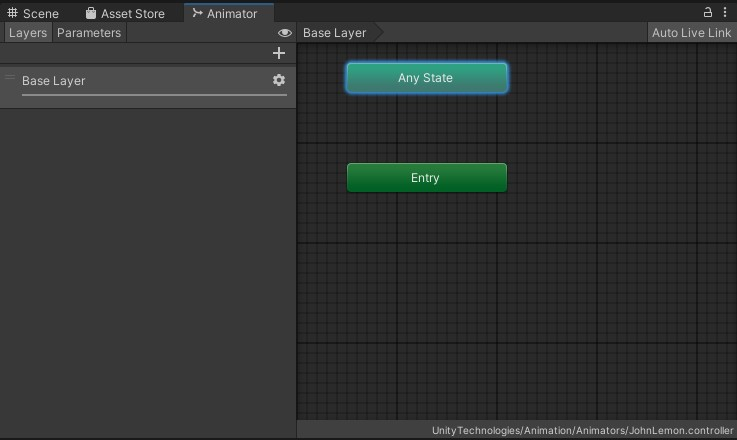 Scene Asset Store Animator
Layers Parameters Base Layer Auto Live Link
Base Layer
Any State
Entry
UnityTechnologies/Animation/Animators/JohnLemon.controller